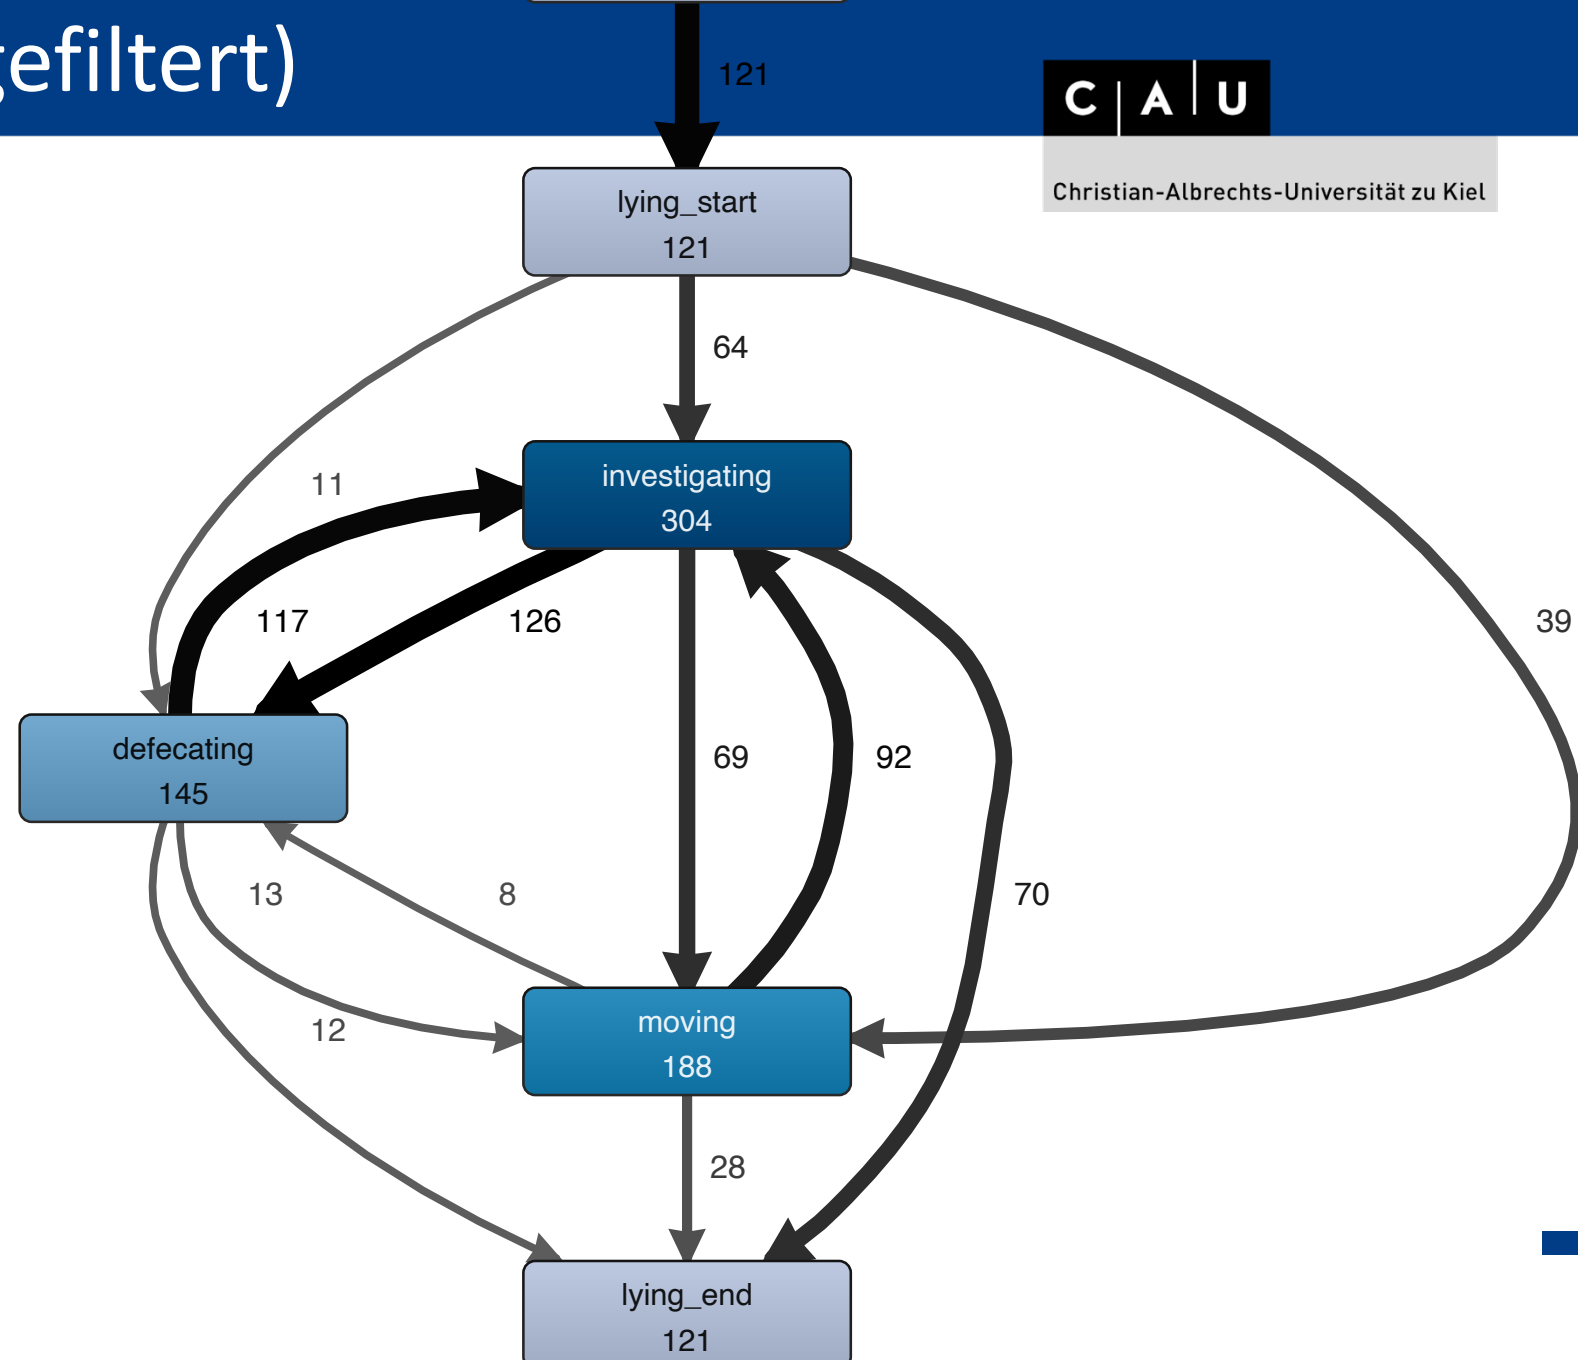 gefiltert)
121
C A U
Christian-Albrechts-Universität zu Kiel
lying_start
121
64
investigating
304
11
117
126
39
defecating
145
69
92
13
8
70
12
moving
188
28
lying_end
121